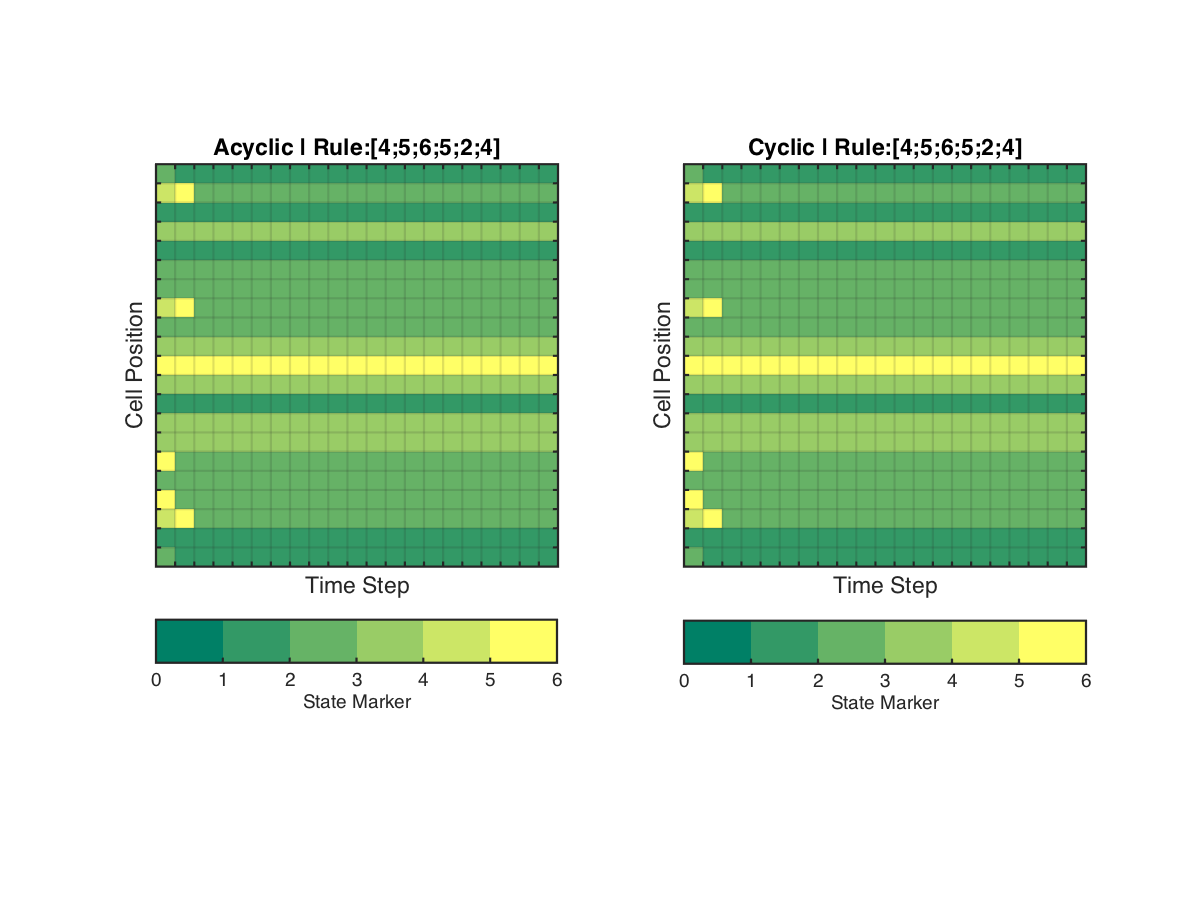 Acyclic | Rule:[4;5;6;5;2;4]
Cell Position
Time Step
0 1 2 3 4 5 6
State Marker
Cyclic | Rule:[4;5;6;5;2;4]
Cell Position
Time Step
0 1 2 3 4 5 6
State Marker